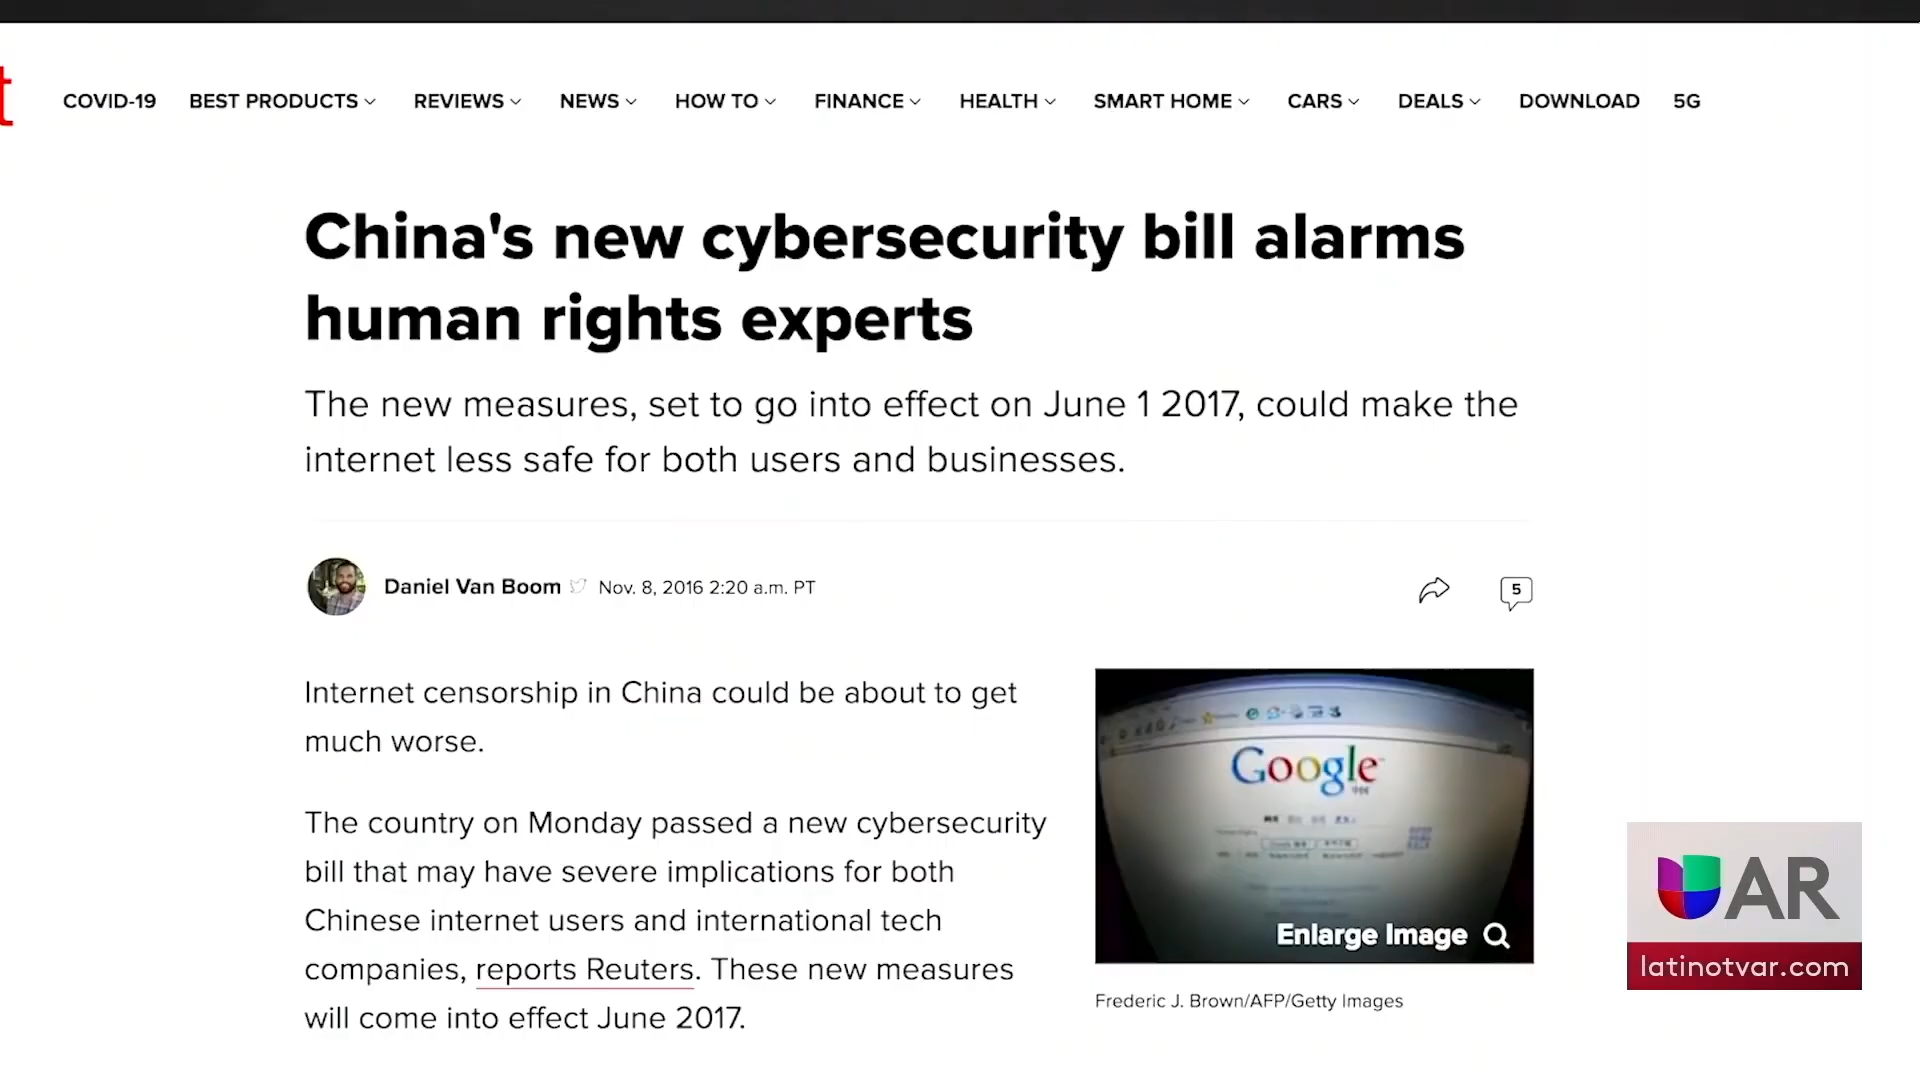 t
COVID-19 BEST PRODUCTS REVIEWS NEWS HOW TO FINANCE HEALTH SMART HOME CARS DEALS DOWNLOAD 5G
China's new cybersecurity bill alarms
human rights experts
The new measures, set to go into effect on June 1 2017, could make the
internet less safe for both users and businesses.
Daniel Van Boom Nov. 8, 2016 2:20 a.m. PT
5
Internet censorship in China could be about to get
much worse.
The country on Monday passed a new cybersecurity
bill that may have severe implications for both
Chinese internet users and international tech
companies, reports Reuters. These new measures
will come into effect June 2017.
Google
Enlarge Image
Frederic J. Brown/AFP/Getty Images
AR
latinotvar.com